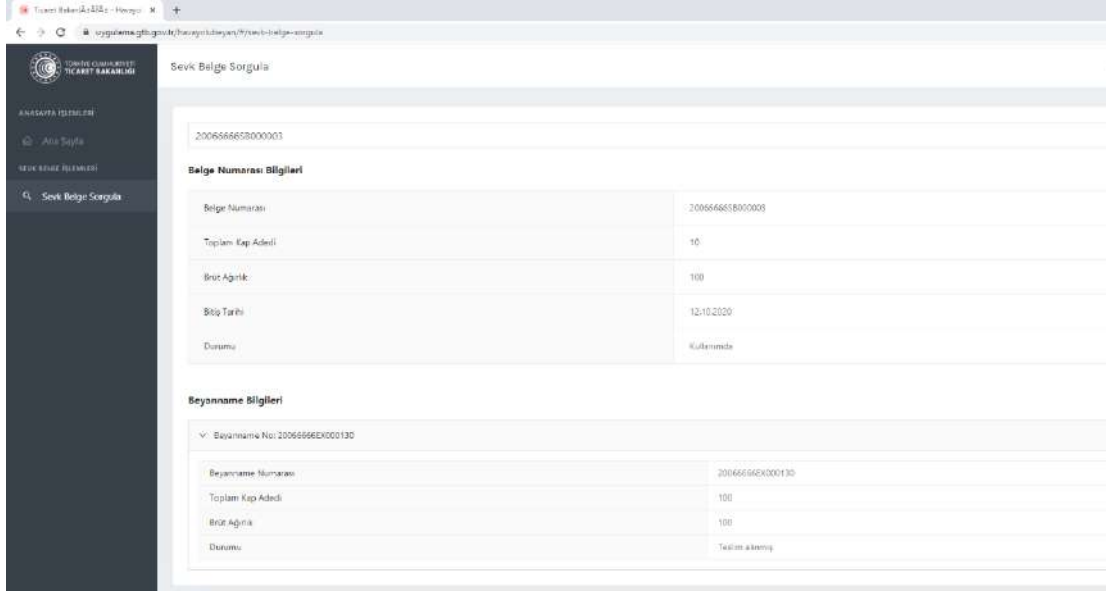 Ticaret BakanlÄ±ÄŸÄ± - Havayo
uygulama.gtb.gov.tr/havayolubeyan/#/sevk-belge-sorgula
TÜRKİYE CUMHURİYETİ
TİCARET BAKANLIĞI
Sevk Belge Sorgula
ANASAYFA İŞLEMLERİ
Ana Sayfa
SEVK BELGE İŞLEMLERİ
Sevk Belge Sorgula
20066666SB000003
Belge Numarası Bilgileri
Belge Numarası 20066666SB000003
Toplam Kap Adedi 10
Brüt Ağırlık 100
Bitiş Tarihi 12.10.2020
Durumu Kullanımda
Beyanname Bilgileri
Beyanname No: 20066666EX000130
Beyanname Numarası 20066666EX000130
Toplam Kap Adedi 100
Brüt Ağırlık 100
Durumu Teslim alınmış